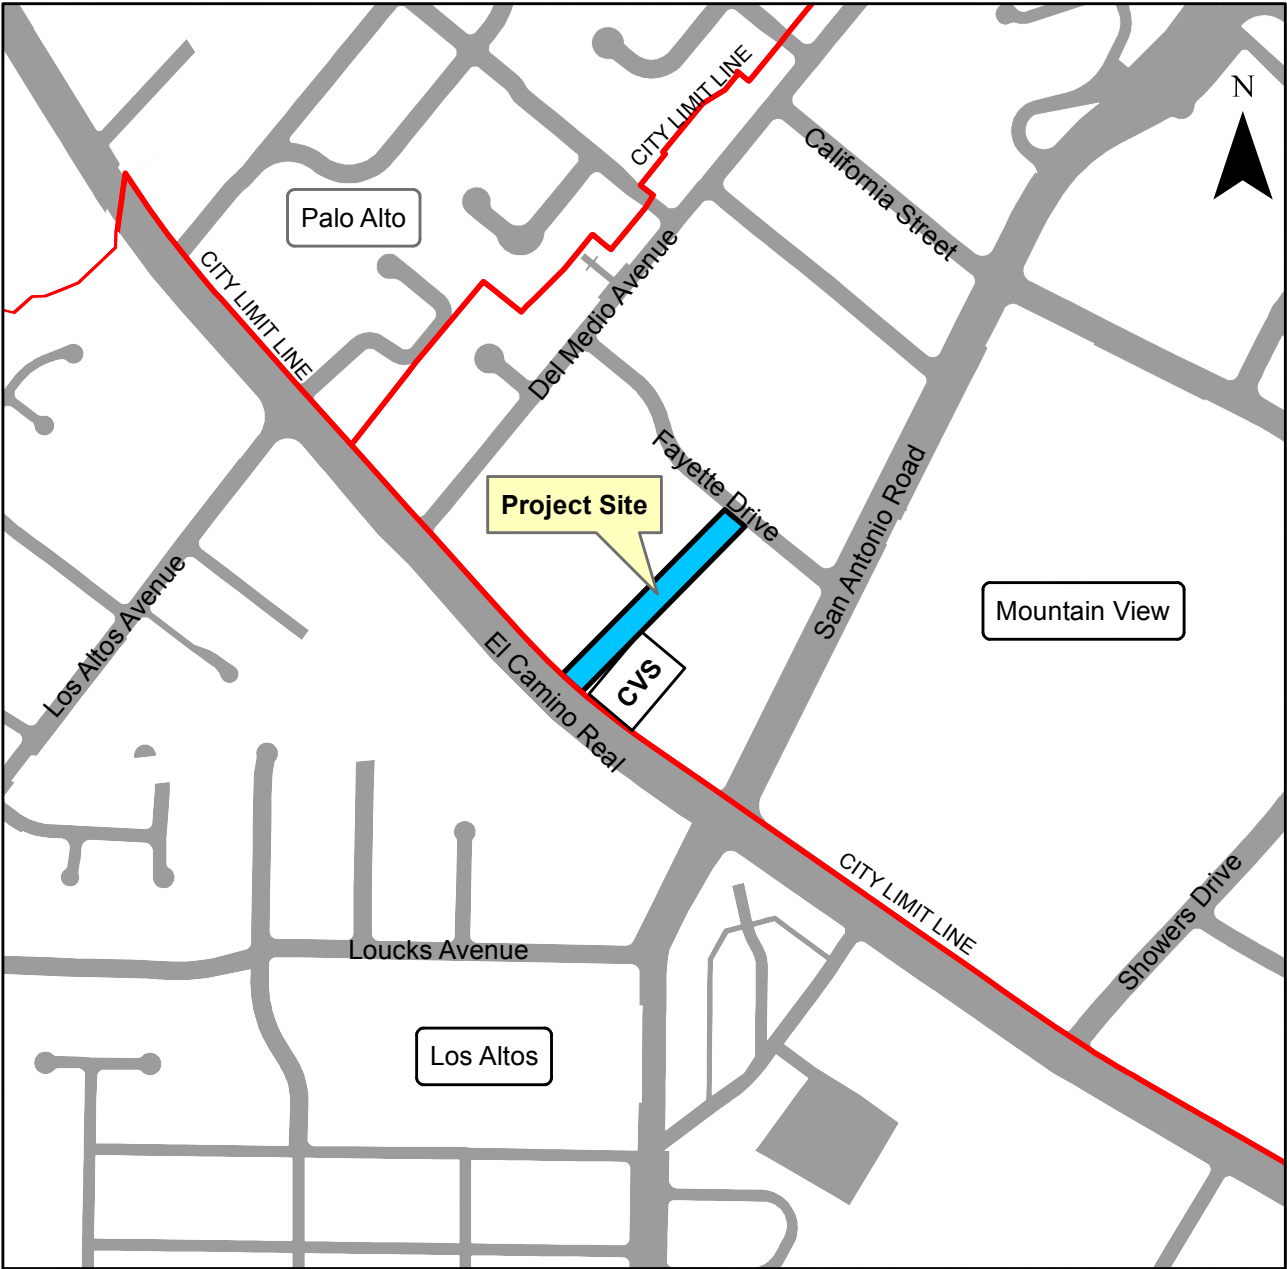 CITY LIMIT LINE
N
California Street
Palo Alto
Del Medio Avenue
CITY LIMIT LINE
Fayette Drive
Project Site
San Antonio Road
Mountain View
Los Altos Avenue
CVS
El Camino Real
CITY LIMIT LINE
Showers Drive
Loucks Avenue
Los Altos